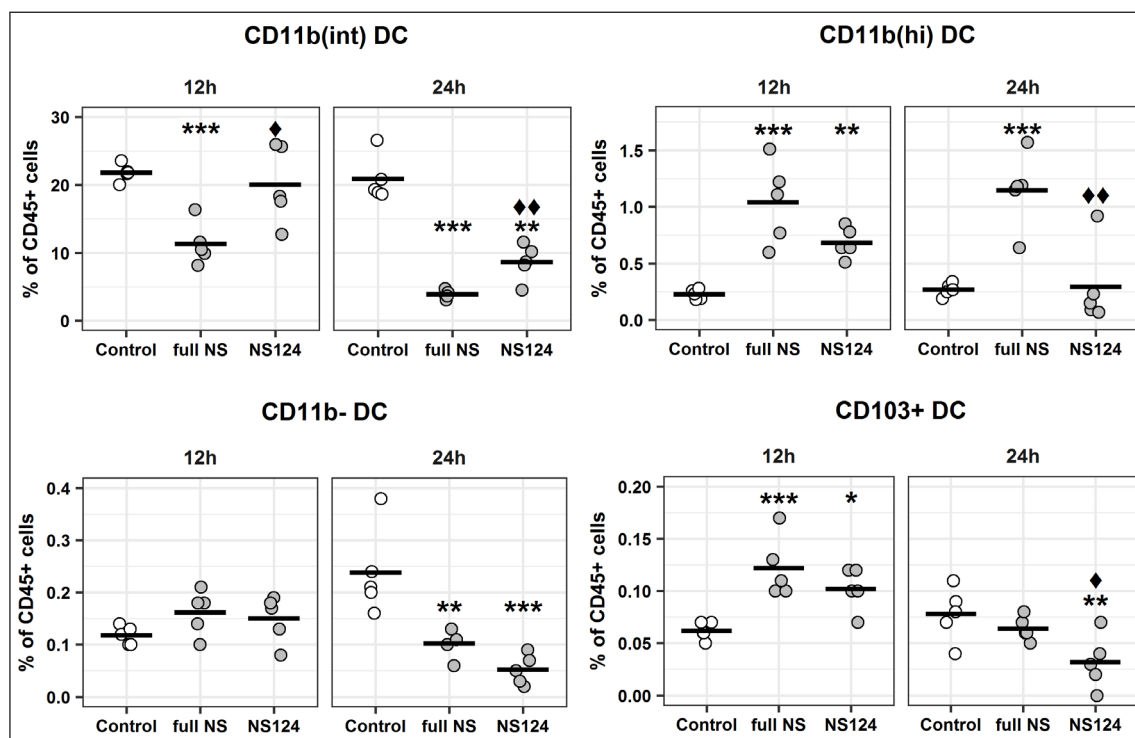 CD11b(int) DC
12h
24h
% of CD45+ cells
30
20
10
0
***
♦
***
♦♦
**
Control full NS NS124
Control full NS NS124
CD11b(hi) DC
12h
24h
% of CD45+ cells
1.5
1.0
0.5
0.0
***
**
***
♦♦
Control full NS NS124
Control full NS NS124
CD11b- DC
12h
24h
% of CD45+ cells
0.4
0.3
0.2
0.1
0.0
**
***
Control full NS NS124
Control full NS NS124
CD103+ DC
12h
24h
% of CD45+ cells
0.20
0.15
0.10
0.05
0.00
***
*
♦
**
Control full NS NS124
Control full NS NS124